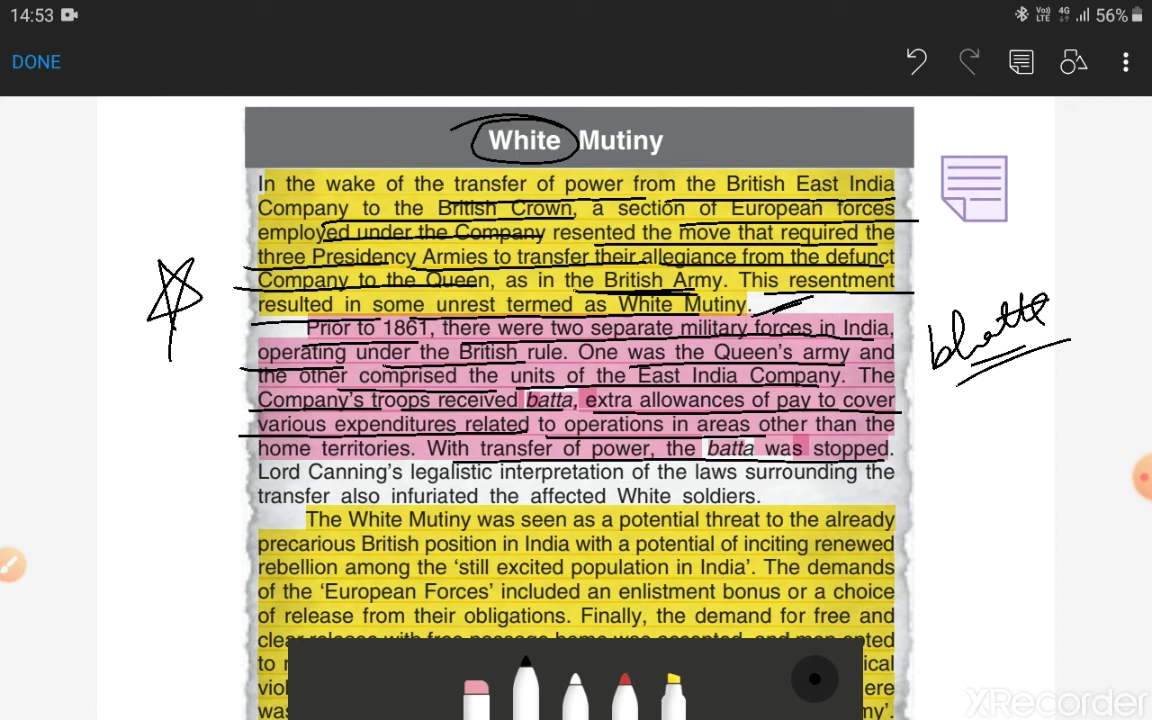 14:53
Vo))
LTE
4G
56%
DONE
White Mutiny
In the wake of the transfer of power from the British East India
Company to the British Crown, a section of European forces
employed under the Company resented the move that required the
three Presidency Armies to transfer their allegiance from the defunct
Company to the Queen, as in the British Army. This resentment
resulted in some unrest termed as White Mutiny.
Prior to 1861, there were two separate military forces in India,
operating under the British rule. One was the Queen's army and
the other comprised the units of the East India Company. The
Company's troops received batta, extra allowances of pay to cover
various expenditures related to operations in areas other than the
home territories. With transfer of power, the batta was stopped.
Lord Canning's legalistic interpretation of the laws surrounding the
transfer also infuriated the affected White soldiers.
The White Mutiny was seen as a potential threat to the already
precarious British position in India with a potential of inciting renewed
rebellion among the 'still excited population in India'. The demands
of the 'European Forces' included an enlistment bonus or a choice
of release from their obligations. Finally, the demand for free and
bhatta
XRecorder